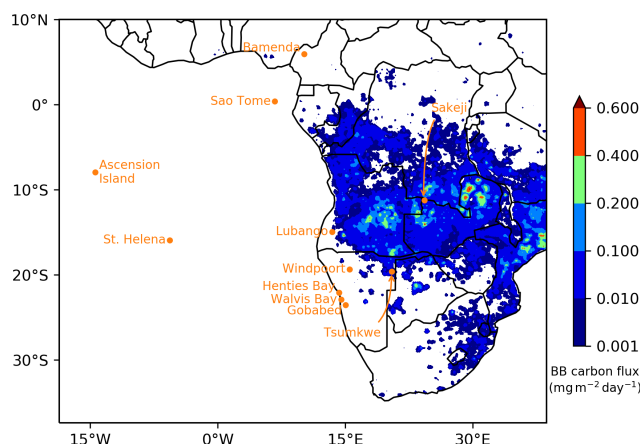 10°N
Bamenda
0.600
Sao Tome
Sakeji
0°
0.400
Ascension
Island
10°S
0.200
St. Helena
Lubango
0.100
Windpoort
20°S
Henties Bay
Walvis Bay
Gobabeb
0.010
Tsumkwe
0.001
30°S
BB carbon flux
(mg m−2 day−1)
15°W
0°W
15°E
30°E